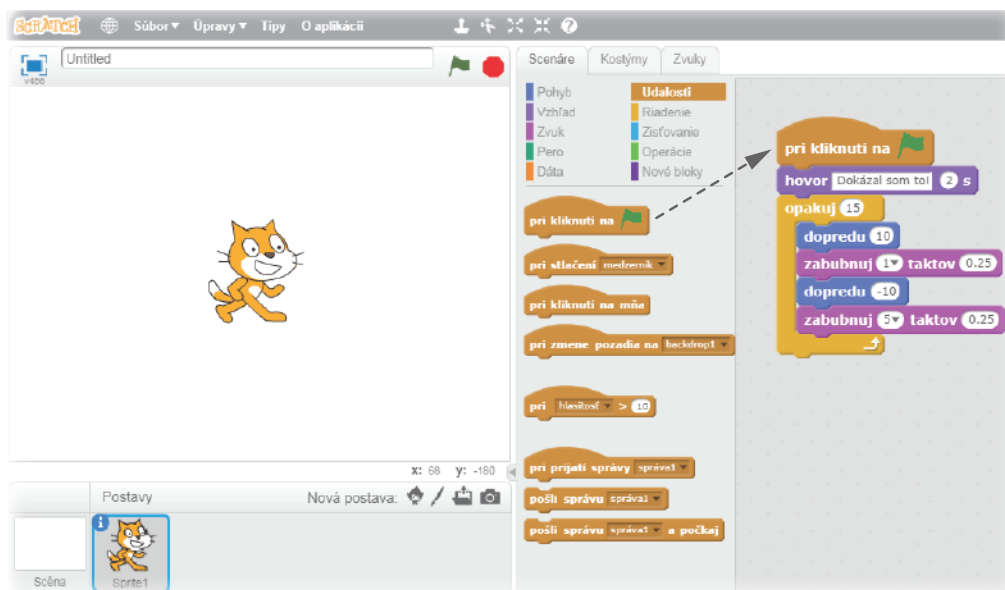 SCRATCH Súbor Úpravy Tipy O aplikácii
Untitled
v456
Scenáre Kostýmy Zvuky
Pohyb Udalosti
Vzhľad Riadenie
Zvuk Zisťovanie
Pero Operácie
Dáta Nové bloky
pri kliknutí na
pri stlačení medzerník
pri kliknutí na mňa
pri zmene pozadia na backdrop1
pri hlasitosť > 10
pri prijatí správy správa1
pošli správu správa1
pošli správu správa1 a počkaj
pri kliknutí na
hovor Dokázal som to! 2 s
opakuj 15
dopredu 10
zabubnuj 1 taktov 0.25
dopredu -10
zabubnuj 5 taktov 0.25
x: 68 y: -180
Postavy Nová postava:
Scéna Sprite1